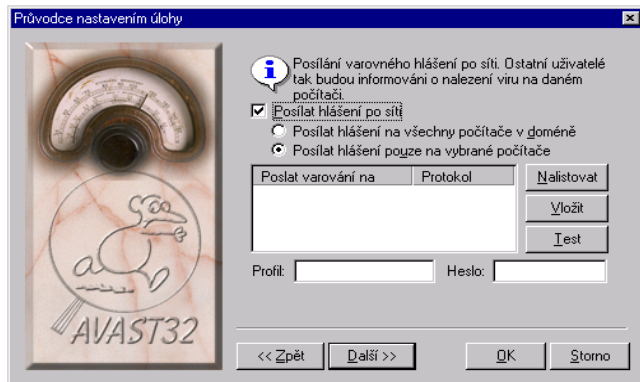 Průvodce nastavením úlohy
Posílání varovného hlášení po síti. Ostatní uživatelé
tak budou informováni o nalezení viru na daném
počítači.
Posílat hlášení po síti
Posílat hlášení na všechny počítače v doméně
Posílat hlášení pouze na vybrané počítače
Poslat varování na Protokol
Nalistovat
Vložit
Test
Profil: Heslo:
AVAST32
<< Zpět Další >> OK Storno